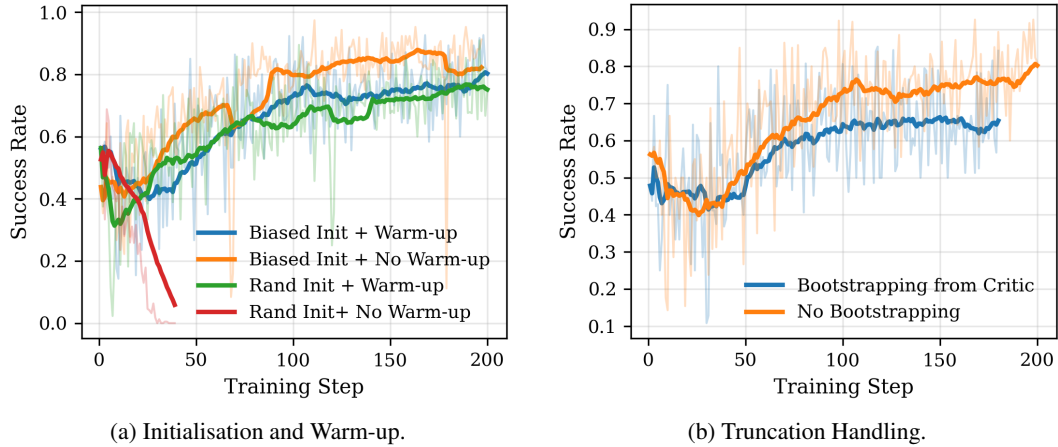 1.0
0.8
0.6
0.4
0.2
0.0
Success Rate
0
50
100
150
200
Training Step
Biased Init + Warm-up
Biased Init + No Warm-up
Rand Init + Warm-up
Rand Init+ No Warm-up
(a) Initialisation and Warm-up.
0.9
0.8
0.7
0.6
0.5
0.4
0.3
0.2
0.1
Success Rate
0
50
100
150
200
Training Step
Bootstrapping from Critic
No Bootstrapping
(b) Truncation Handling.